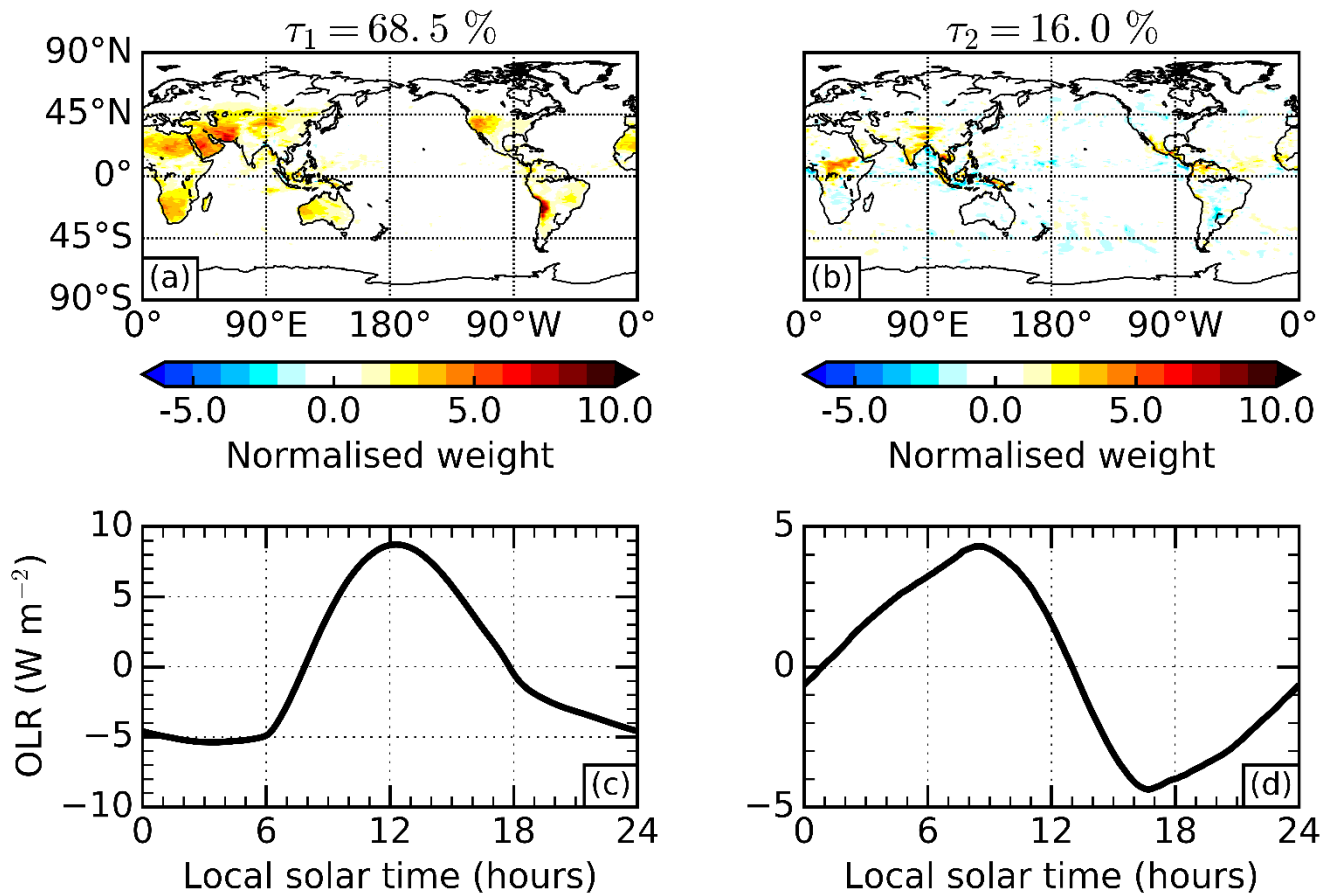 τ₁ = 68.5 %
90°N
45°N
0°
45°S
90°S
(a)
0° 90°E 180° 90°W 0°
-5.0 0.0 5.0 10.0
Normalised weight
τ₂ = 16.0 %
(b)
0° 90°E 180° 90°W 0°
-5.0 0.0 5.0 10.0
Normalised weight
OLR (W m⁻²)
10
5
0
−5
−10
(c)
0 6 12 18 24
Local solar time (hours)
5
0
−5
(d)
0 6 12 18 24
Local solar time (hours)